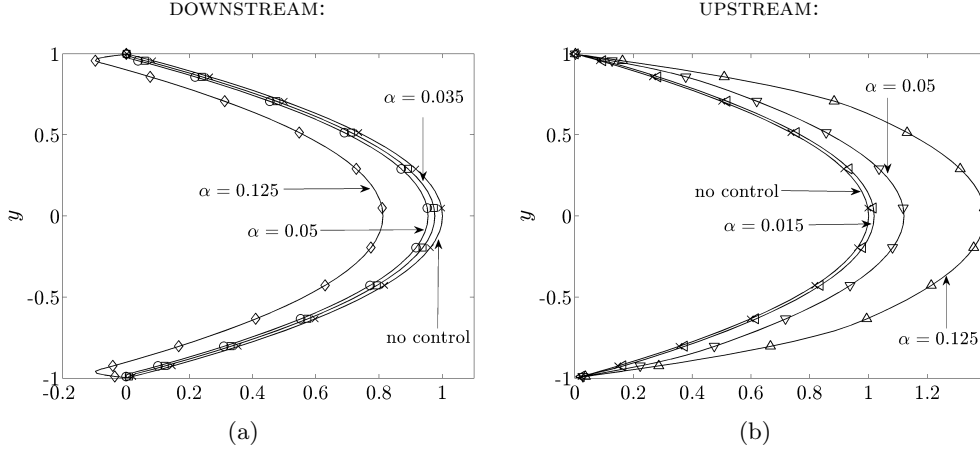 DOWNSTREAM:
1
0.5
0
-0.5
-1
y
-0.2
0
0.2
0.4
0.6
0.8
1
α = 0.035
α = 0.125
α = 0.05
no control
(a)
UPSTREAM:
1
0.5
0
-0.5
-1
y
0
0.2
0.4
0.6
0.8
1
1.2
α = 0.05
no control
α = 0.015
α = 0.125
(b)